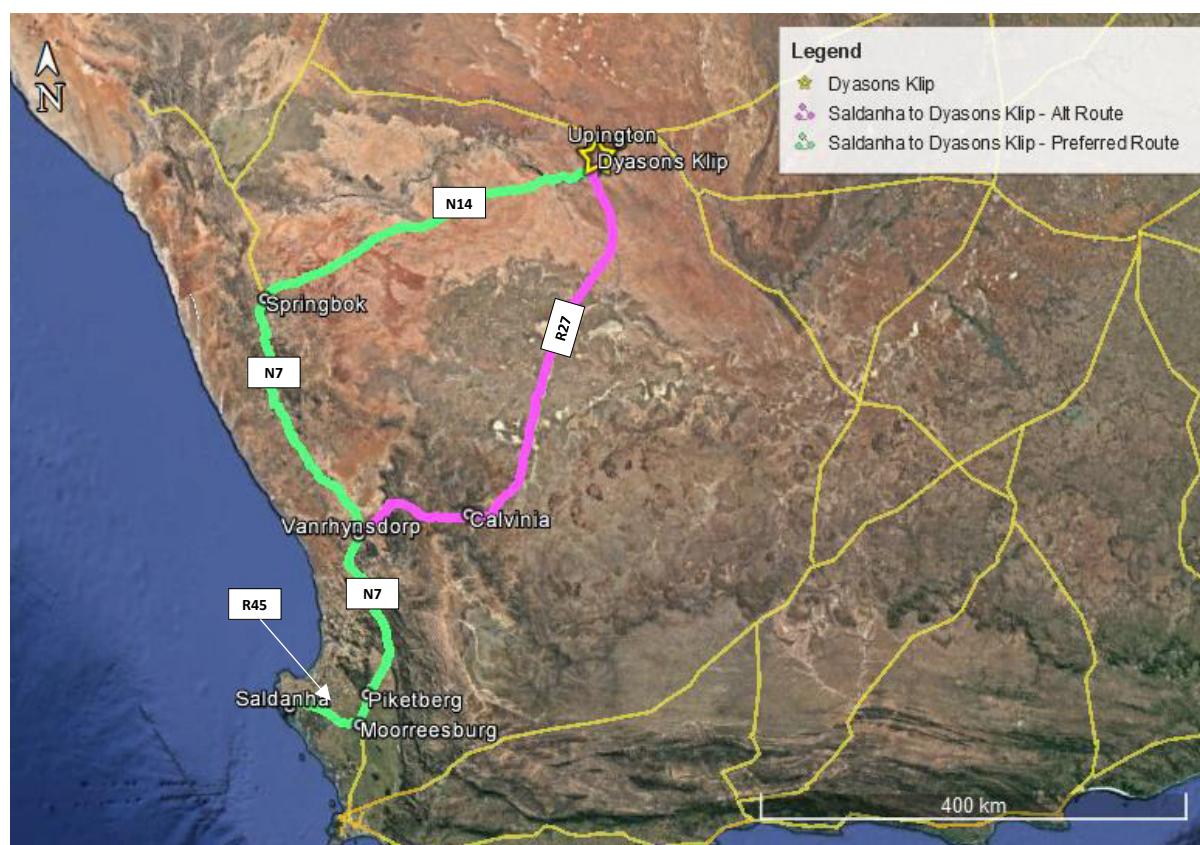 N
Legend
Dyasons Klip
Saldanha to Dyasons Klip - Alt Route
Saldanha to Dyasons Klip - Preferred Route
Upington
Dyasons Klip
N14
Springbok
R27
N7
Vanrhynsdorp
Calvinia
N7
R45
Saldanha
Piketberg
Moorreesburg
400 km